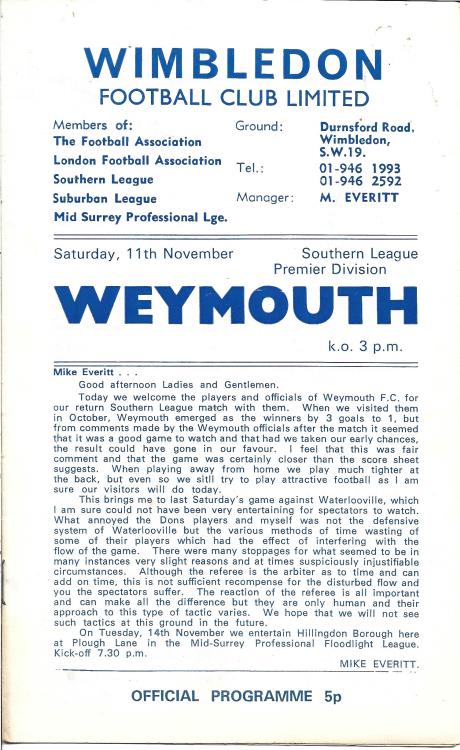 WIMBLEDON
FOOTBALL CLUB LIMITED
Members of:
The Football Association
London Football Association
Southern League
Suburban League
Mid Surrey Professional Lge.
Ground: Durnsford Road,
Wimbledon,
S.W.19.
Tel.: 01-946 1993
01-946 2592
Manager: M. EVERITT
Saturday, 11th November
Southern League
Premier Division
WEYMOUTH
k.o. 3 p.m.
Mike Everitt . . .
Good afternoon Ladies and Gentlemen.
Today we welcome the players and officials of Weymouth F.C. for
our return Southern League match with them. When we visited them
in October, Weymouth emerged as the winners by 3 goals to 1, but
from comments made by the Weymouth officials after the match it seemed
that it was a good game to watch and that had we taken our early chances,
the result could have gone in our favour. I feel that this was fair
comment and that the game was certainly closer than the score sheet
suggests. When playing away from home we play much tighter at
the back, but even so we sitll try to play attractive football as I am
sure our visitors will do today.
This brings me to last Saturday's game against Waterlooville, which
I am sure could not have been very entertaining for spectators to watch.
What annoyed the Dons players and myself was not the defensive
system of Waterlooville but the various methods of time wasting of
some of their players which had the effect of interfering with the
flow of the game. There were many stoppages for what seemed to be in
many instances very slight reasons and at times suspiciously injustifiable
circumstances. Although the referee is the arbiter as to time and can
add on time, this is not sufficient recompense for the disturbed flow and
you the spectators suffer. The reaction of the referee is all important
and can make all the difference but they are only human and their
approach to this type of tactic varies. We hope that we will not see
such tactics at this ground in the future.
On Tuesday, 14th November we entertain Hillingdon Borough here
at Plough Lane in the Mid-Surrey Professional Floodlight League.
Kick-off 7.30 p.m.
MIKE EVERITT.
OFFICIAL PROGRAMME 5p